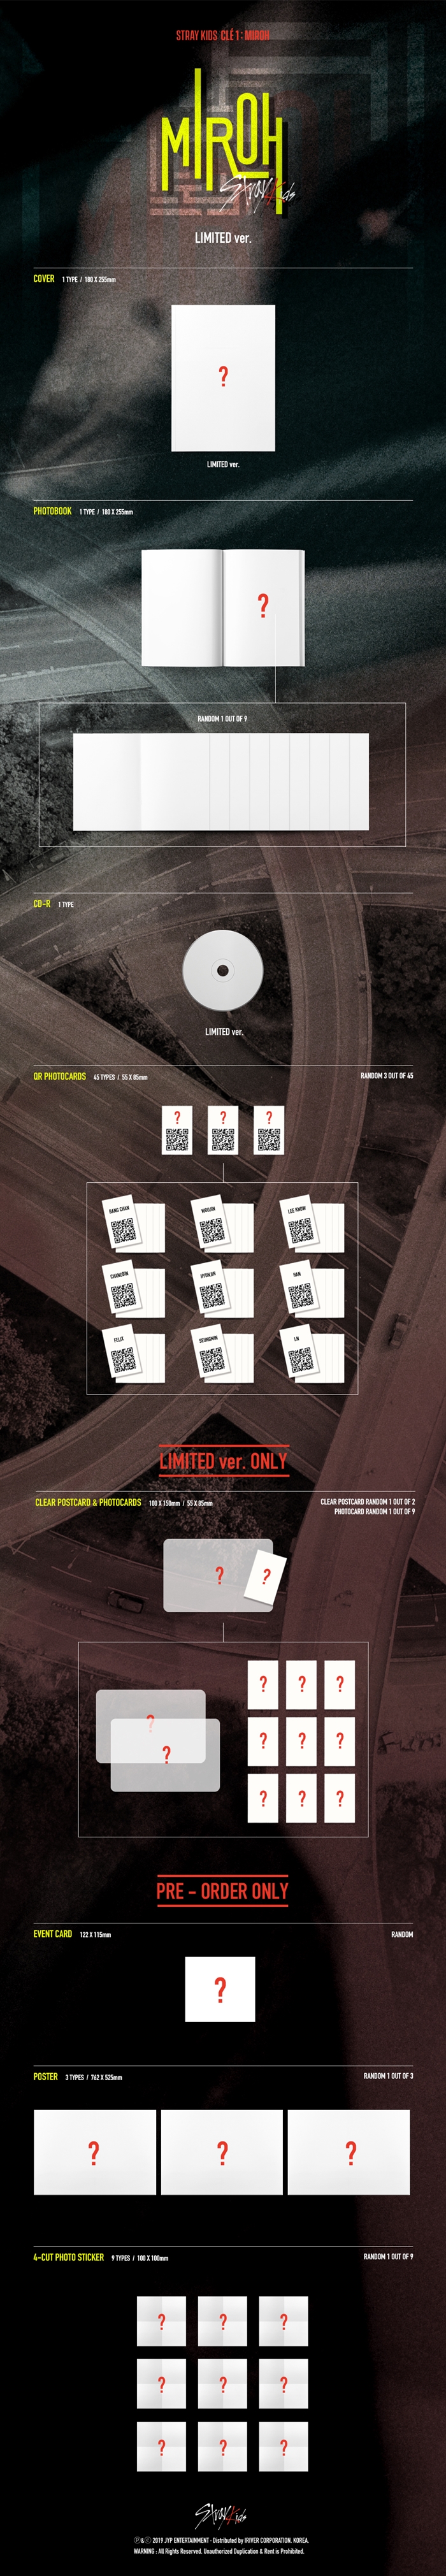 STRAY KIDS CLÉ 1 : MIROH
MIROH
Stray Kids
LIMITED ver.
COVER 1 TYPE / 180 X 255mm
?
LIMITED ver.
PHOTOBOOK 1 TYPE / 180 X 255mm
?
RANDOM 1 OUT OF 9
CD-R 1 TYPE
LIMITED ver.
QR PHOTOCARDS 45 TYPES / 55 X 85mm RANDOM 3 OUT OF 45
? ? ?
BANG CHAN WOOJIN LEE KNOW
CHANGBIN HYUNJIN HAN
FELIX SEUNGMIN I.N
LIMITED ver. ONLY
CLEAR POSTCARD & PHOTOCARDS 100 X 150mm / 55 X 85mm CLEAR POSTCARD RANDOM 1 OUT OF 2
PHOTOCARD RANDOM 1 OUT OF 9
? ?
? ? ? ?
? ? ? ?
? ? ?
PRE - ORDER ONLY
EVENT CARD 122 X 115mm RANDOM
?
POSTER 3 TYPES / 762 X 525mm RANDOM 1 OUT OF 3
? ? ?
4-CUT PHOTO STICKER 9 TYPES / 100 X 100mm RANDOM 1 OUT OF 9
? ? ?
? ? ?
? ? ?
Stray Kids
Ⓟ&ⓒ 2019 JYP ENTERTAINMENT · Distributed by IRIVER CORPORATION. KOREA.
WARNING : All Rights Reserved. Unauthorized Duplication & Rent is Prohibited.